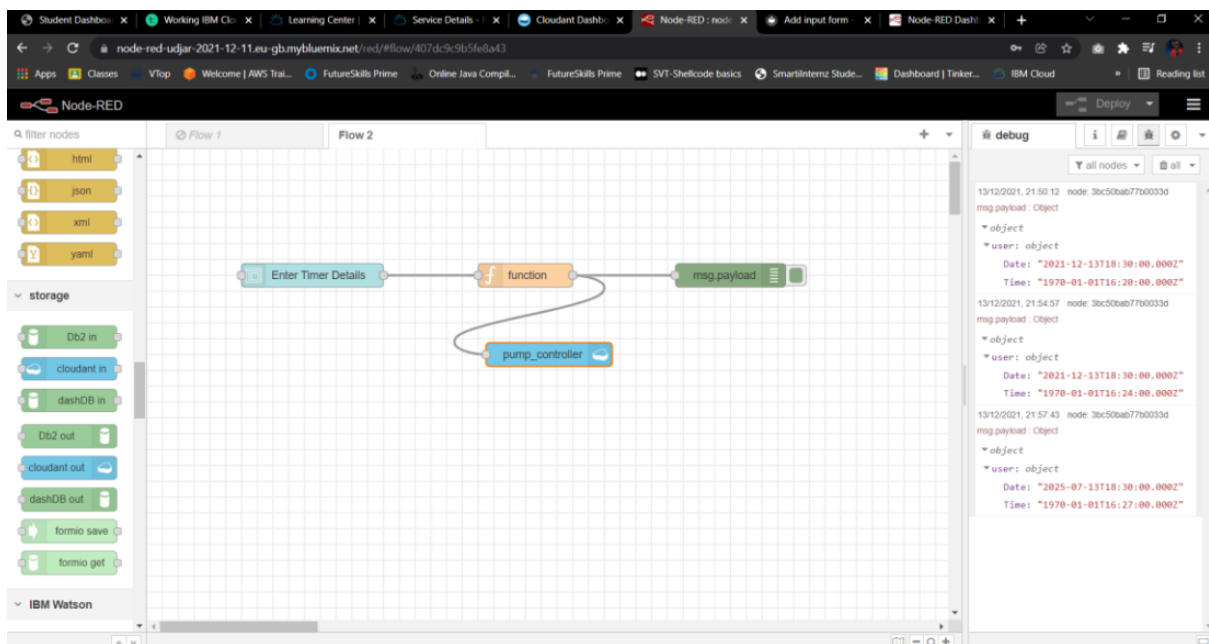 Student Dashboa
Working IBM Clo
Learning Center |
Service Details - I
Cloudant Dashbo
Node-RED : node
Add input form -
Node-RED Dashb
node-red-udjar-2021-12-11.eu-gb.mybluemix.net/red/#flow/407dc9c9b5fe8a43
Apps
Classes
VTop
Welcome | AWS Trai...
FutureSkills Prime
Online Java Compil...
FutureSkills Prime
SVT-Shellcode basics
SmartiInternz Stude...
Dashboard | Tinker...
IBM Cloud
»
Reading list
Node-RED
Deploy
filter nodes
html
json
xml
yaml
storage
Db2 in
cloudant in
dashDB in
Db2 out
cloudant out
dashDB out
formio save
formio get
IBM Watson
Flow 1
Flow 2
Enter Timer Details
f function
msg.payload
pump_controller
debug
i
all nodes
all
13/12/2021, 21:50:12 node: 3bc50bab77b0033d
msg.payload : Object
object
user: object
Date: "2021-12-13T18:30:00.000Z"
Time: "1970-01-01T16:20:00.000Z"
13/12/2021, 21:54:57 node: 3bc50bab77b0033d
msg.payload : Object
object
user: object
Date: "2021-12-13T18:30:00.000Z"
Time: "1970-01-01T16:24:00.000Z"
13/12/2021, 21:57:43 node: 3bc50bab77b0033d
msg.payload : Object
object
user: object
Date: "2025-07-13T18:30:00.000Z"
Time: "1970-01-01T16:27:00.000Z"